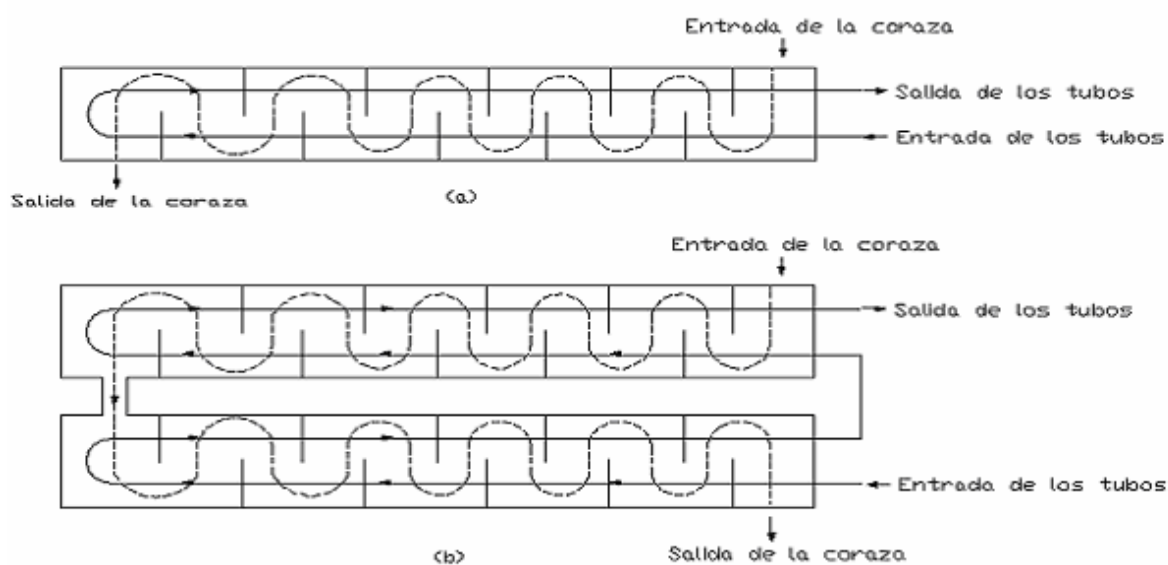 Entrada de la coraza
Salida de los tubos
Entrada de los tubos
Salida de la coraza
(a)
Entrada de la coraza
Salida de los tubos
Entrada de los tubos
Salida de la coraza
(b)